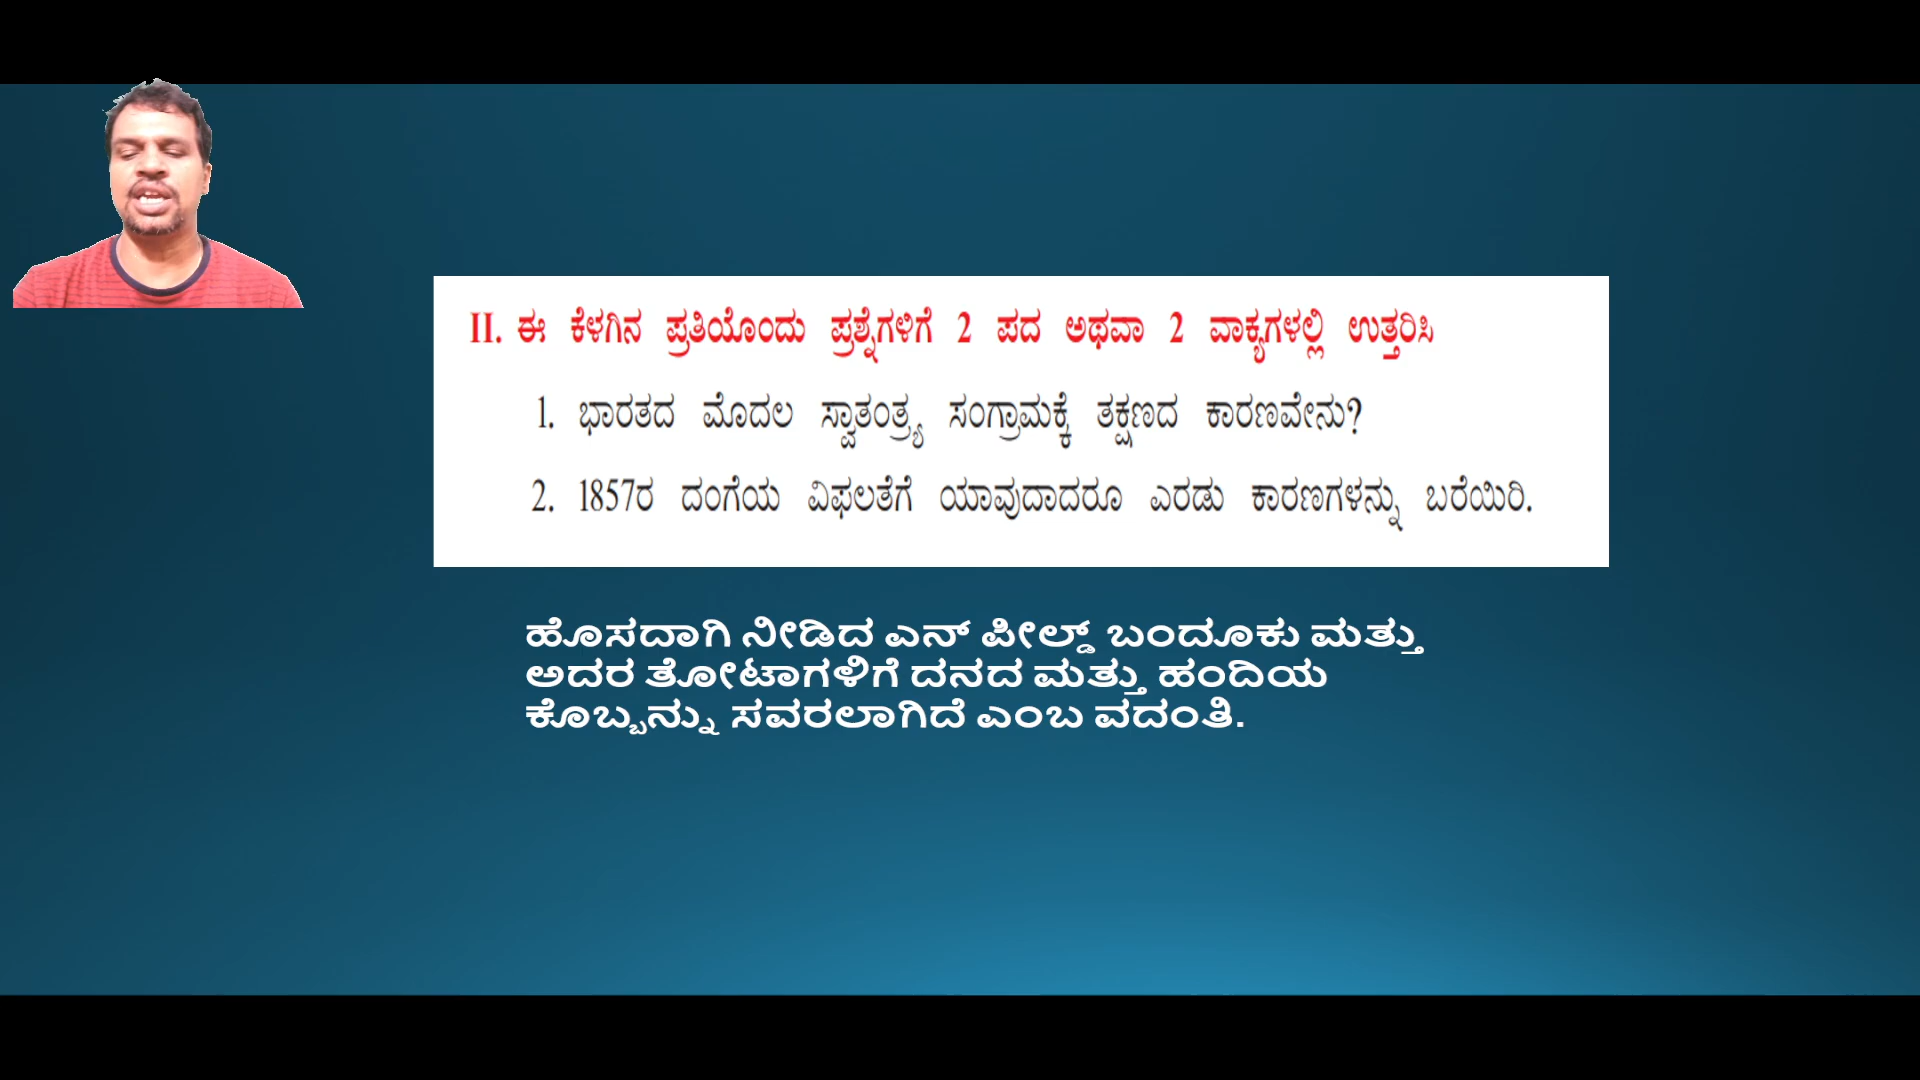 II. ಈ ಕೆಳಗಿನ ಪ್ರತಿಯೊಂದು ಪ್ರಶ್ನೆಗಳಿಗೆ 2 ಪದ ಅಥವಾ 2 ವಾಕ್ಯಗಳಲ್ಲಿ ಉತ್ತರಿಸಿ
1. ಭಾರತದ ಮೊದಲ ಸ್ವಾತಂತ್ರ್ಯ ಸಂಗ್ರಾಮಕ್ಕೆ ತಕ್ಷಣದ ಕಾರಣವೇನು?
2. 1857ರ ದಂಗೆಯ ವಿಫಲತೆಗೆ ಯಾವುದಾದರೂ ಎರಡು ಕಾರಣಗಳನ್ನು ಬರೆಯಿರಿ.
ಹೊಸದಾಗಿ ನೀಡಿದ ಎನ್ ಪೀಲ್ಡ್ ಬಂದೂಕು ಮತ್ತು
ಅದರ ತೋಟಾಗಳಿಗೆ ದನದ ಮತ್ತು ಹಂದಿಯ
ಕೊಬ್ಬನ್ನು ಸವರಲಾಗಿದೆ ಎಂಬ ವದಂತಿ.